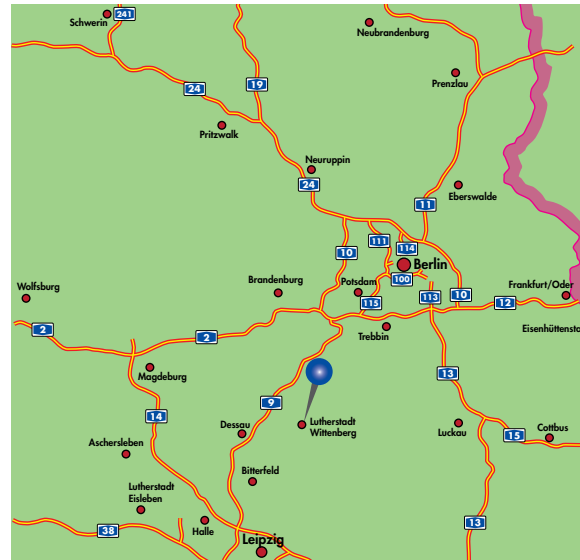 241
Schwerin
Neubrandenburg
19
24
Prenzlau
Pritzwalk
Neuruppin
24
Eberswalde
11
111
114
10
Berlin
100
Wolfsburg
Brandenburg
Potsdam
115
113
10
12
Frankfurt/Oder
2
2
Trebbin
Eisenhüttensta
Magdeburg
13
9
14
Dessau
Lutherstadt
Wittenberg
Luckau
15
Cottbus
Aschersleben
Bitterfeld
Lutherstadt
Eisleben
38
Halle
13
Leipzig